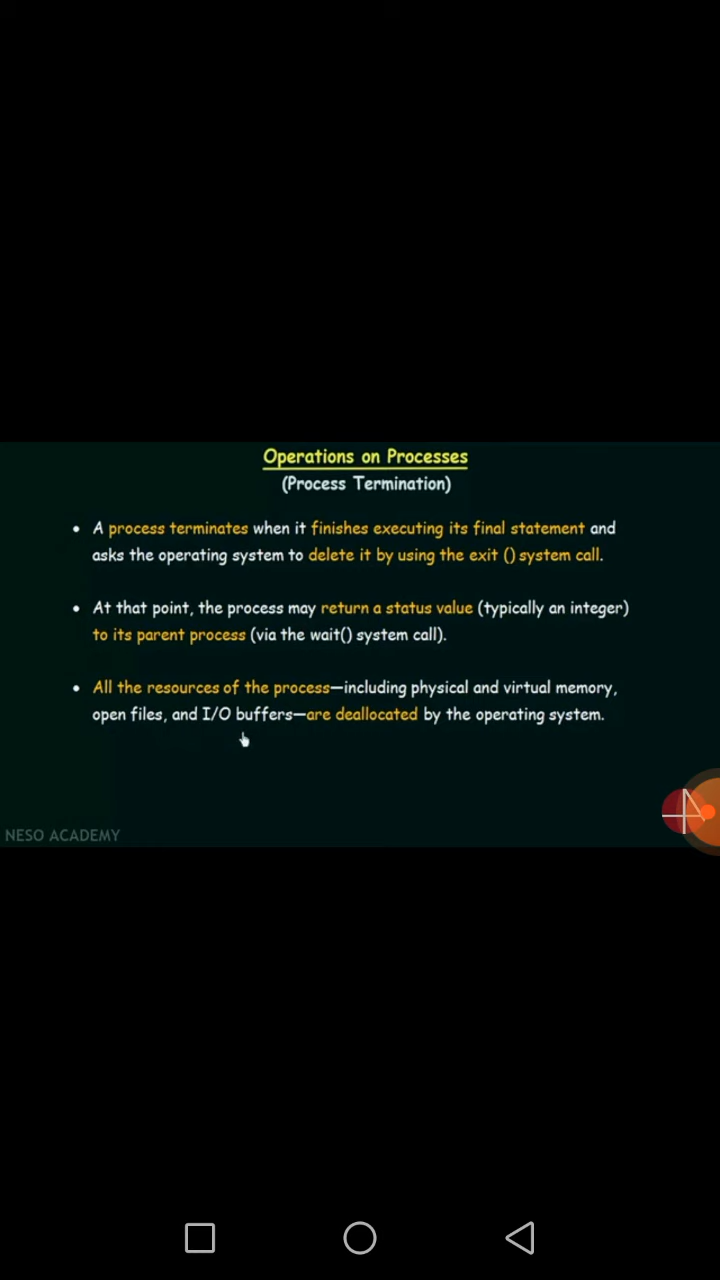 Operations on Processes
(Process Termination)
• A process terminates when it finishes executing its final statement and
asks the operating system to delete it by using the exit () system call.
• At that point, the process may return a status value (typically an integer)
to its parent process (via the wait() system call).
• All the resources of the process—including physical and virtual memory,
open files, and I/O buffers—are deallocated by the operating system.
NESO ACADEMY